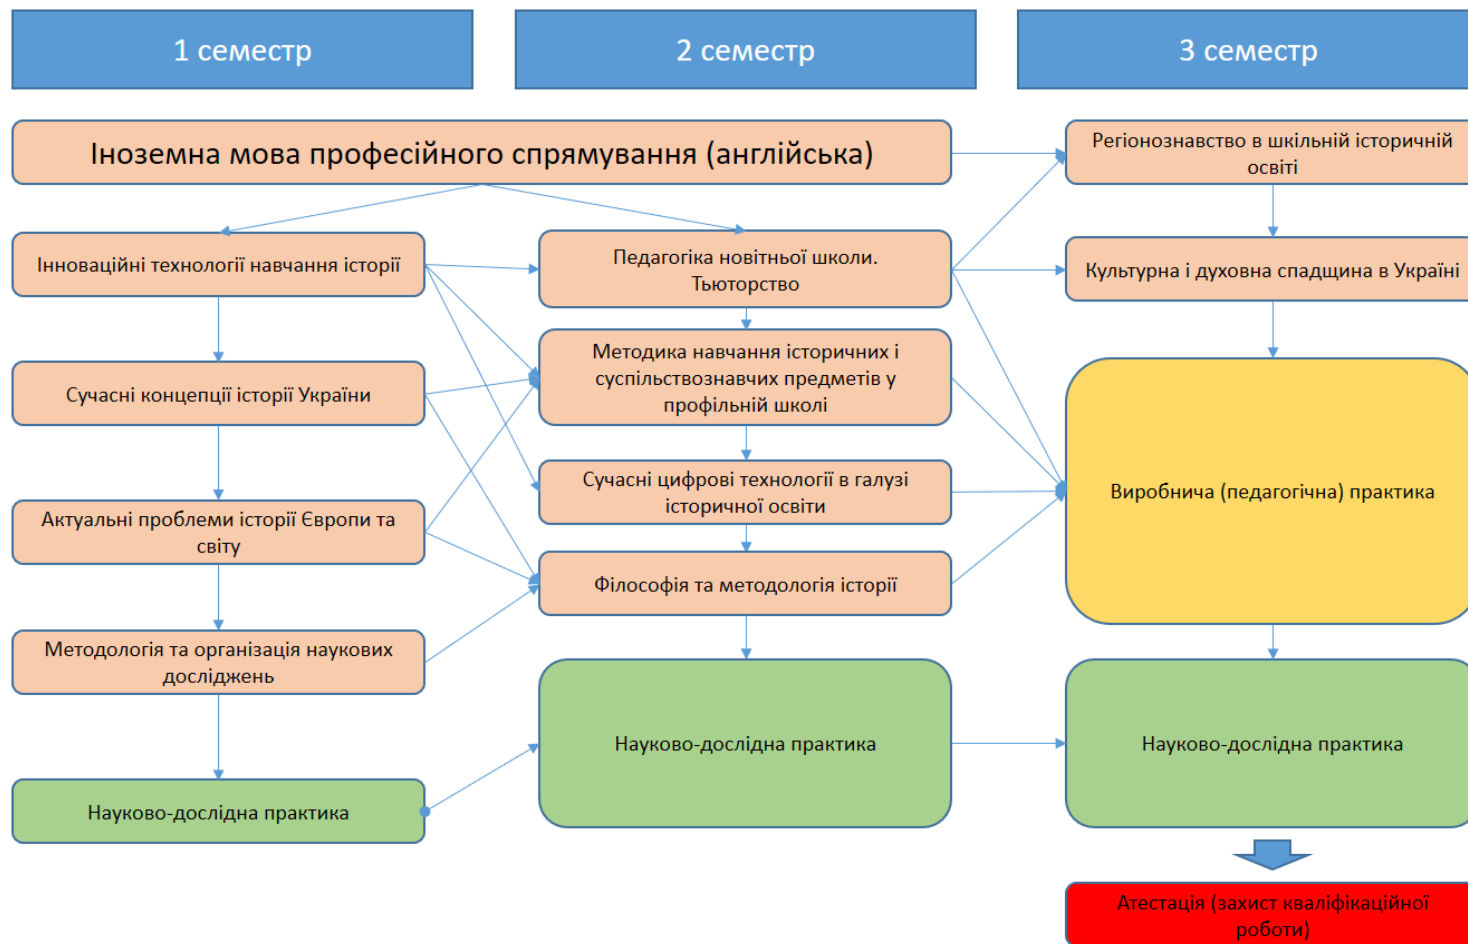 1 семестр
2 семестр
3 семестр
Іноземна мова професійного спрямування (англійська)
Регіонознавство в шкільній історичній
освіті
Інноваційні технології навчання історії
Педагогіка новітньої школи.
Тьюторство
Культурна і духовна спадщина в Україні
Сучасні концепції історії України
Методика навчання історичних і
суспільствознавчих предметів у
профільній школі
Виробнича (педагогічна) практика
Актуальні проблеми історії Європи та
світу
Сучасні цифрові технології в галузі
історичної освіти
Філософія та методологія історії
Методологія та організація наукових
досліджень
Науково-дослідна практика
Науково-дослідна практика
Науково-дослідна практика
Атестація (захист кваліфікаційної
роботи)